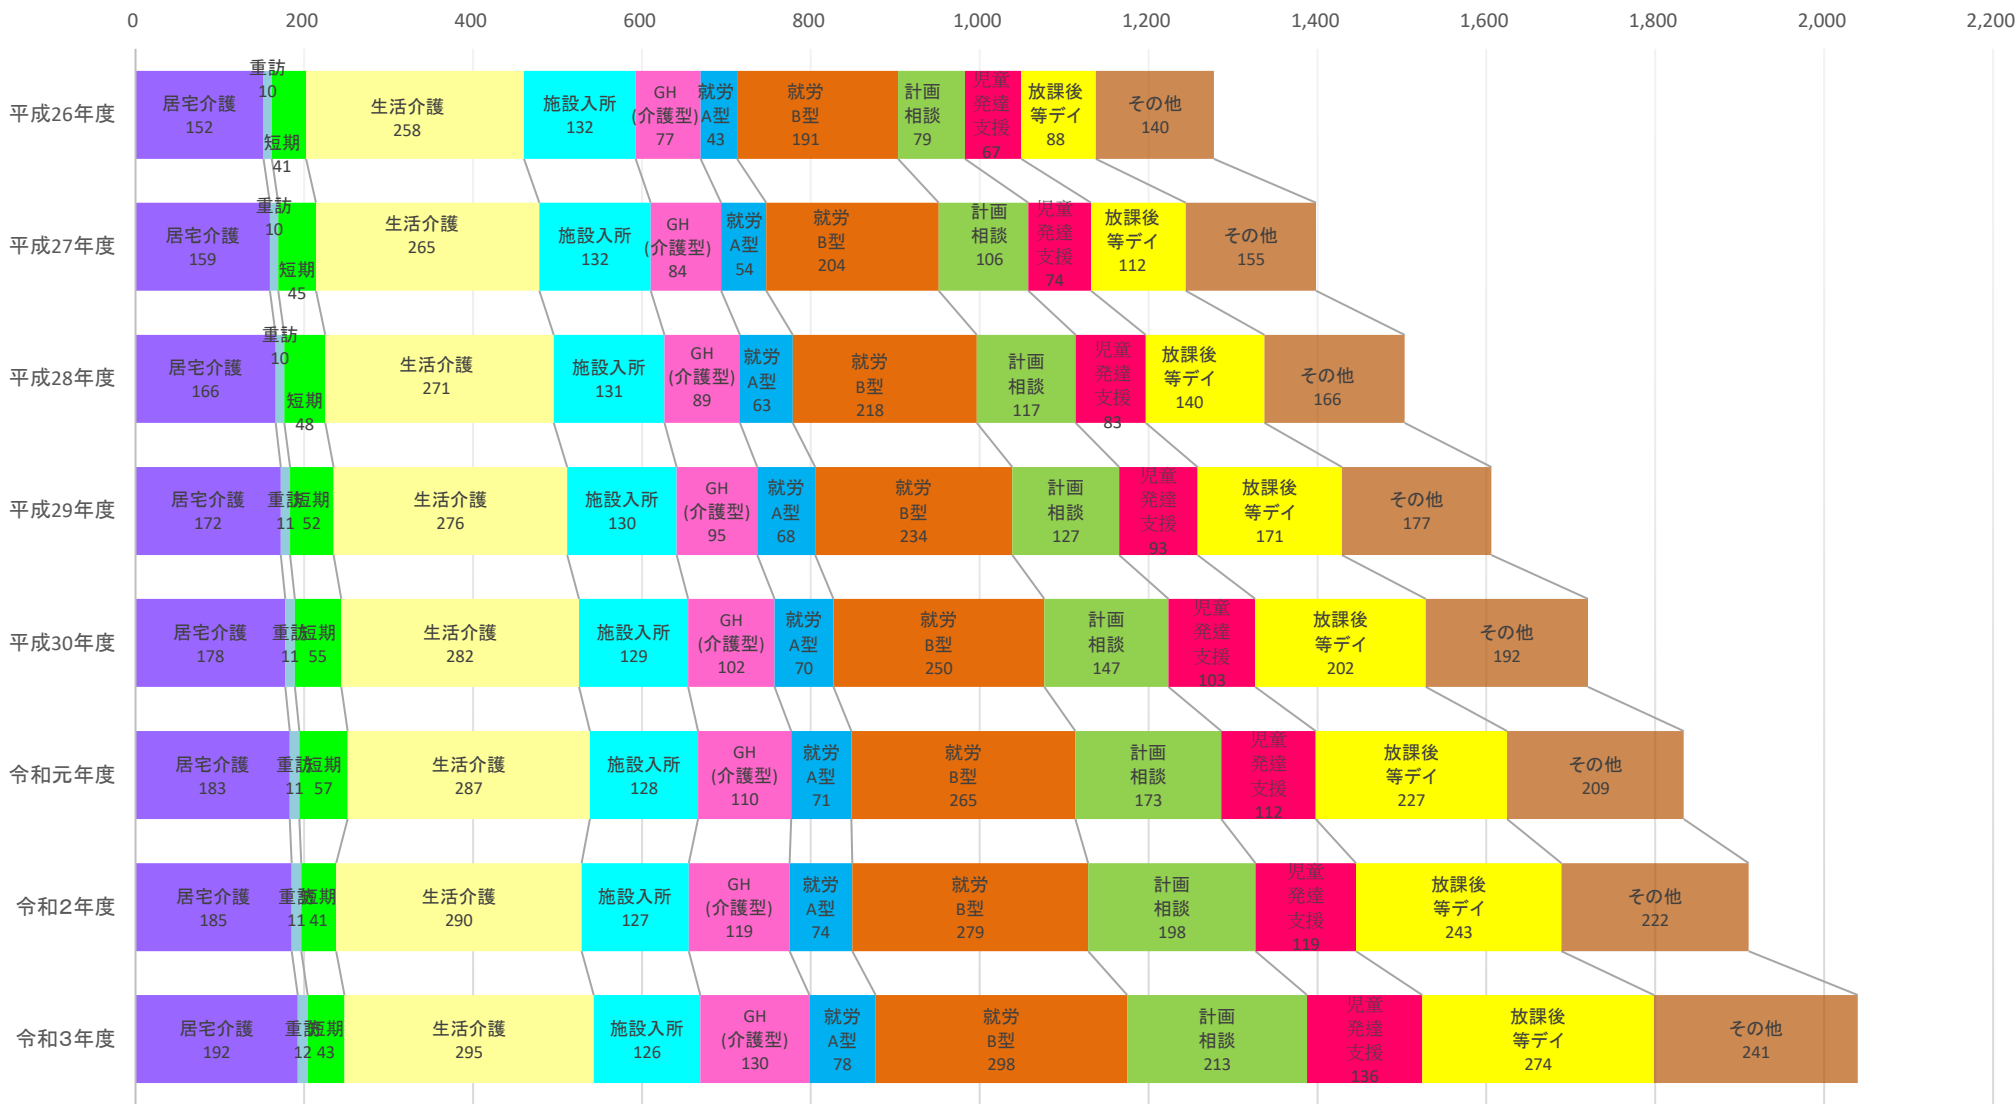 0 200 400 600 800 1,000 1,200 1,400 1,600 1,800 2,000 2,200
平成26年度
居宅介護
152
重訪
10
短期
41
生活介護
258
施設入所
132
GH
(介護型)
77
就労
A型
43
就労
B型
191
計画
相談
79
児童
発達
支援
67
放課後
等デイ
88
その他
140
平成27年度
居宅介護
159
重訪
10
短期
45
生活介護
265
施設入所
132
GH
(介護型)
84
就労
A型
54
就労
B型
204
計画
相談
106
児童
発達
支援
74
放課後
等デイ
112
その他
155
平成28年度
居宅介護
166
重訪
10
短期
48
生活介護
271
施設入所
131
GH
(介護型)
89
就労
A型
63
就労
B型
218
計画
相談
117
児童
発達
支援
83
放課後
等デイ
140
その他
166
平成29年度
居宅介護
172
重訪
11
短期
52
生活介護
276
施設入所
130
GH
(介護型)
95
就労
A型
68
就労
B型
234
計画
相談
127
児童
発達
支援
93
放課後
等デイ
171
その他
177
平成30年度
居宅介護
178
重訪
11
短期
55
生活介護
282
施設入所
129
GH
(介護型)
102
就労
A型
70
就労
B型
250
計画
相談
147
児童
発達
支援
103
放課後
等デイ
202
その他
192
令和元年度
居宅介護
183
重訪
11
短期
57
生活介護
287
施設入所
128
GH
(介護型)
110
就労
A型
71
就労
B型
265
計画
相談
173
児童
発達
支援
112
放課後
等デイ
227
その他
209
令和2年度
居宅介護
185
重訪
11
短期
41
生活介護
290
施設入所
127
GH
(介護型)
119
就労
A型
74
就労
B型
279
計画
相談
198
児童
発達
支援
119
放課後
等デイ
243
その他
222
令和3年度
居宅介護
192
重訪
12
短期
43
生活介護
295
施設入所
126
GH
(介護型)
130
就労
A型
78
就労
B型
298
計画
相談
213
児童
発達
支援
136
放課後
等デイ
274
その他
241